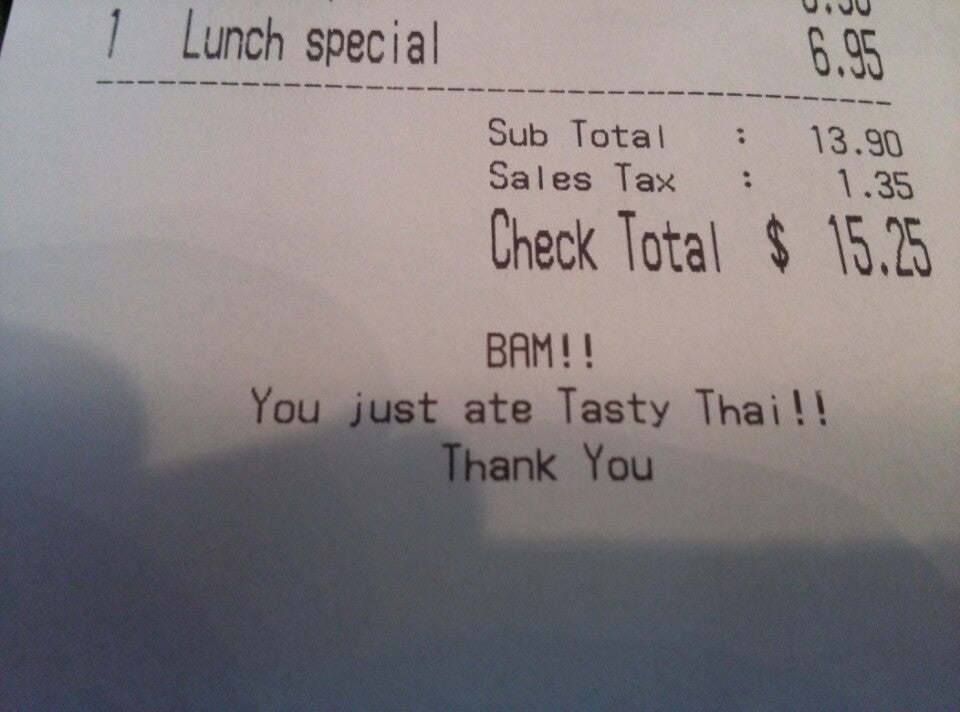 1 Lunch special 6.95
Sub Total : 13.90
Sales Tax : 1.35
Check Total $ 15.25
BAM!!
You just ate Tasty Thai!!
Thank You